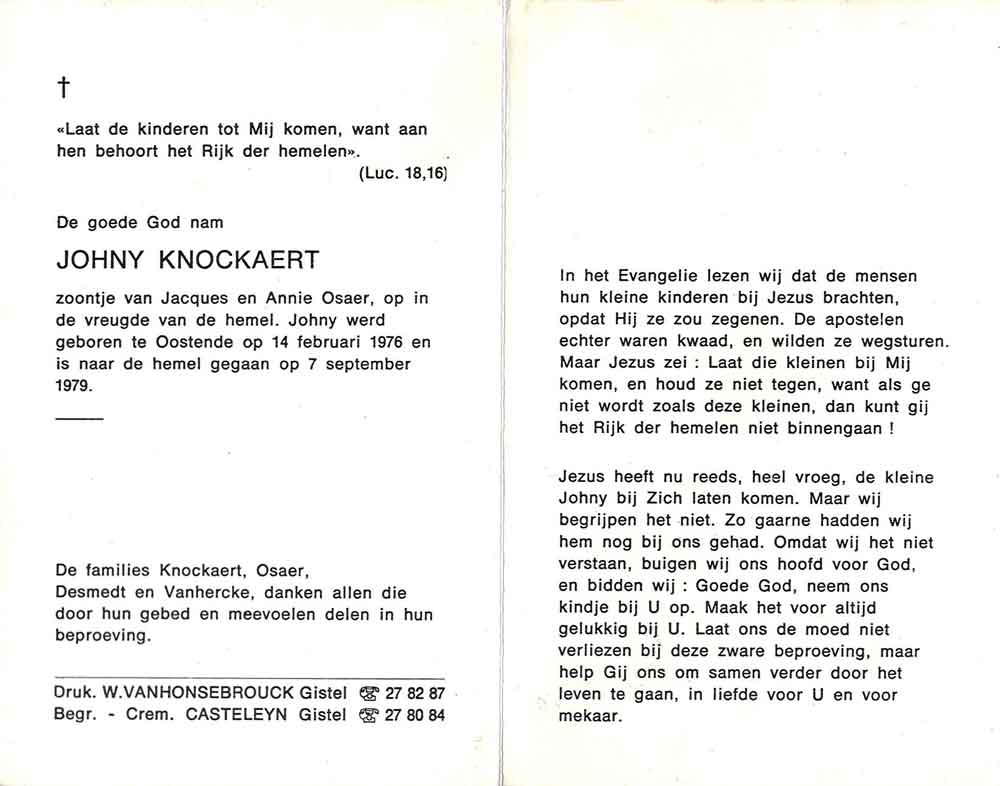 †
«Laat de kinderen tot Mij komen, want aan
hen behoort het Rijk der hemelen».
(Luc. 18,16)
De goede God nam
JOHNY KNOCKAERT
zoontje van Jacques en Annie Osaer, op in
de vreugde van de hemel. Johny werd
geboren te Oostende op 14 februari 1976 en
is naar de hemel gegaan op 7 september
1979.
De families Knockaert, Osaer,
Desmedt en Vanhercke, danken allen die
door hun gebed en meevoelen delen in hun
beproeving.
Druk. W.VANHONSEBROUCK Gistel ☎ 27 82 87
Begr. - Crem. CASTELEYN Gistel ☎ 27 80 84
In het Evangelie lezen wij dat de mensen
hun kleine kinderen bij Jezus brachten,
opdat Hij ze zou zegenen. De apostelen
echter waren kwaad, en wilden ze wegsturen.
Maar Jezus zei : Laat die kleinen bij Mij
komen, en houd ze niet tegen, want als ge
niet wordt zoals deze kleinen, dan kunt gij
het Rijk der hemelen niet binnengaan !
Jezus heeft nu reeds, heel vroeg, de kleine
Johny bij Zich laten komen. Maar wij
begrijpen het niet. Zo gaarne hadden wij
hem nog bij ons gehad. Omdat wij het niet
verstaan, buigen wij ons hoofd voor God,
en bidden wij : Goede God, neem ons
kindje bij U op. Maak het voor altijd
gelukkig bij U. Laat ons de moed niet
verliezen bij deze zware beproeving, maar
help Gij ons om samen verder door het
leven te gaan, in liefde voor U en voor
mekaar.